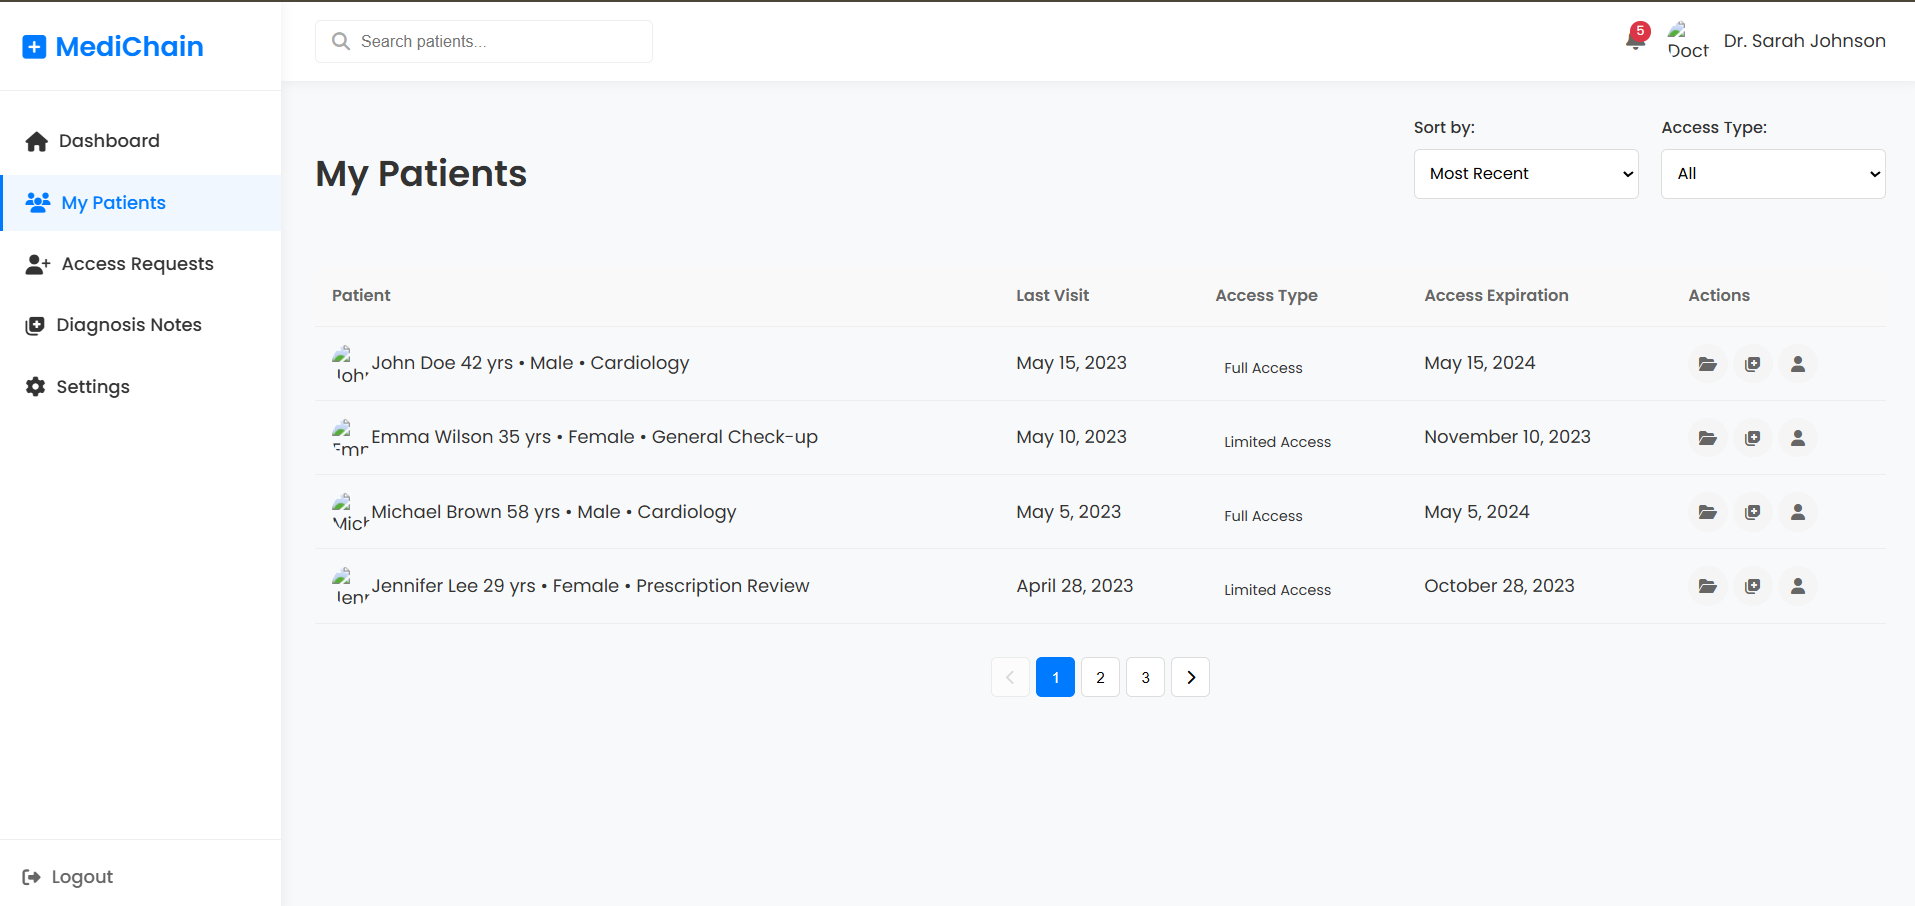 MediChain
Search patients...
5
Doct
Dr. Sarah Johnson
Dashboard
My Patients
Access Requests
Diagnosis Notes
Settings
Logout
My Patients
Sort by:
Most Recent
Access Type:
All
Patient Last Visit Access Type Access Expiration Actions
Joh John Doe 42 yrs • Male • Cardiology May 15, 2023 Full Access May 15, 2024
Emm Emma Wilson 35 yrs • Female • General Check-up May 10, 2023 Limited Access November 10, 2023
Mich Michael Brown 58 yrs • Male • Cardiology May 5, 2023 Full Access May 5, 2024
Jenn Jennifer Lee 29 yrs • Female • Prescription Review April 28, 2023 Limited Access October 28, 2023
1 2 3